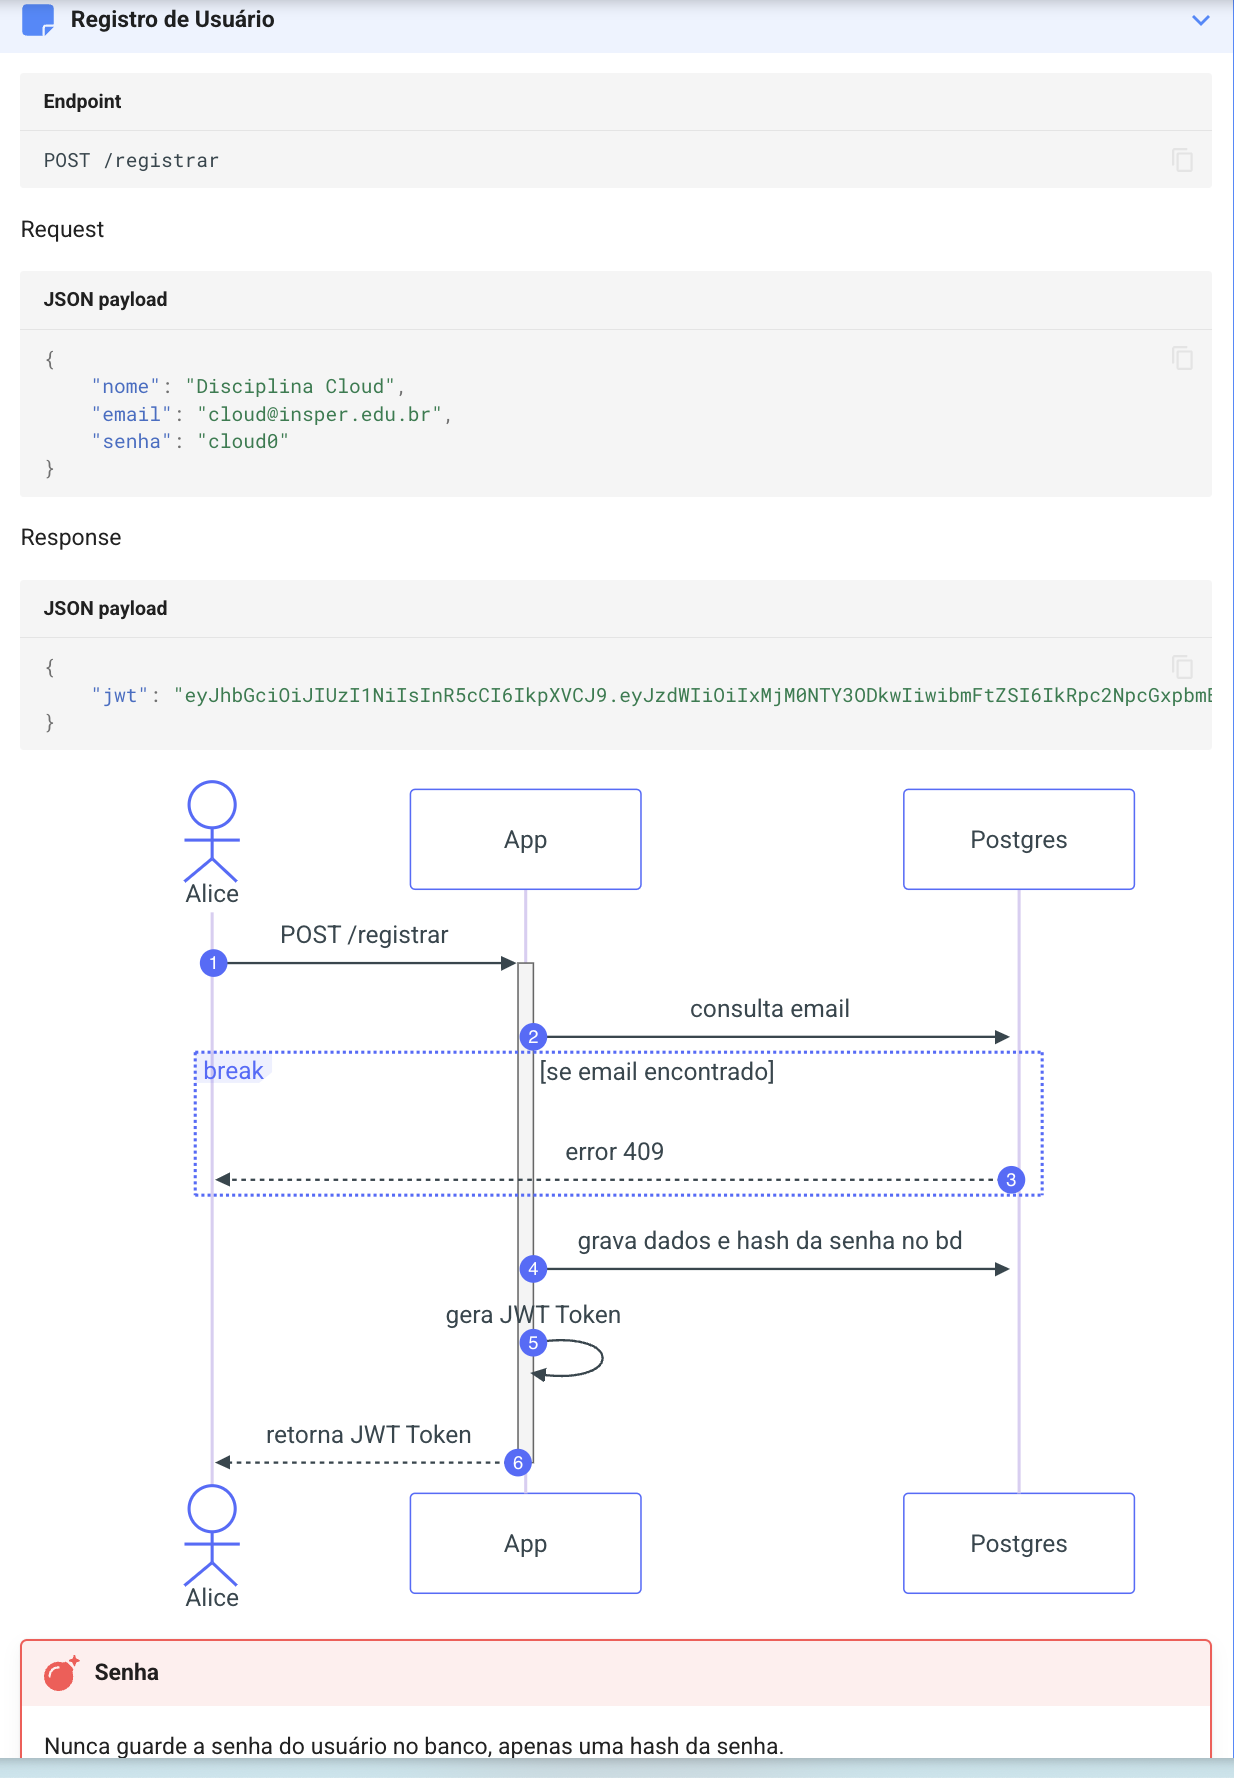 Registro de Usuário
Endpoint
POST /registrar
Request
JSON payload
{
"nome": "Disciplina Cloud",
"email": "cloud@insper.edu.br",
"senha": "cloud0"
}
Response
JSON payload
{
"jwt": "eyJhbGciOiJIUzI1NiIsInR5cCI6IkpXVCJ9.eyJzdWIiOiIxMjM0NTY3ODkwIiwibmFtZSI6IkRpc2NpcGxpbmE
}
Alice
App
Postgres
POST /registrar
1
consulta email
2
break
[se email encontrado]
error 409
3
grava dados e hash da senha no bd
4
gera JWT Token
5
retorna JWT Token
6
Alice
App
Postgres
Senha
Nunca guarde a senha do usuário no banco, apenas uma hash da senha.